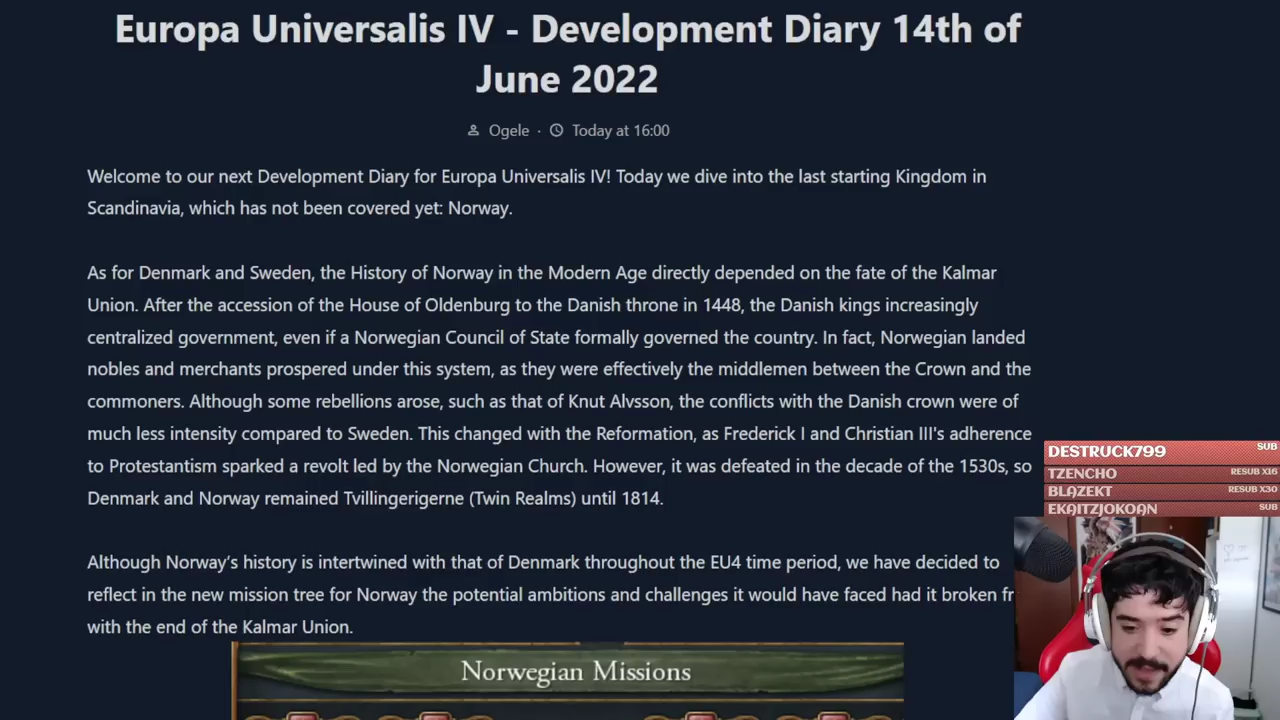 Europa Universalis IV - Development Diary 14th of
June 2022
Ogele · Today at 16:00
Welcome to our next Development Diary for Europa Universalis IV! Today we dive into the last starting Kingdom in
Scandinavia, which has not been covered yet: Norway.
As for Denmark and Sweden, the History of Norway in the Modern Age directly depended on the fate of the Kalmar
Union. After the accession of the House of Oldenburg to the Danish throne in 1448, the Danish kings increasingly
centralized government, even if a Norwegian Council of State formally governed the country. In fact, Norwegian landed
nobles and merchants prospered under this system, as they were effectively the middlemen between the Crown and the
commoners. Although some rebellions arose, such as that of Knut Alvsson, the conflicts with the Danish crown were of
much less intensity compared to Sweden. This changed with the Reformation, as Frederick I and Christian III's adherence
to Protestantism sparked a revolt led by the Norwegian Church. However, it was defeated in the decade of the 1530s, so
Denmark and Norway remained Tvillingerigerne (Twin Realms) until 1814.
Although Norway’s history is intertwined with that of Denmark throughout the EU4 time period, we have decided to
reflect in the new mission tree for Norway the potential ambitions and challenges it would have faced had it broken fr
with the end of the Kalmar Union.
Norwegian Missions
DESTRUCK799 SUB
TZENCHO RESUB X16
BLAZEKT RESUB X30
EKAITZJOKOAN SUB